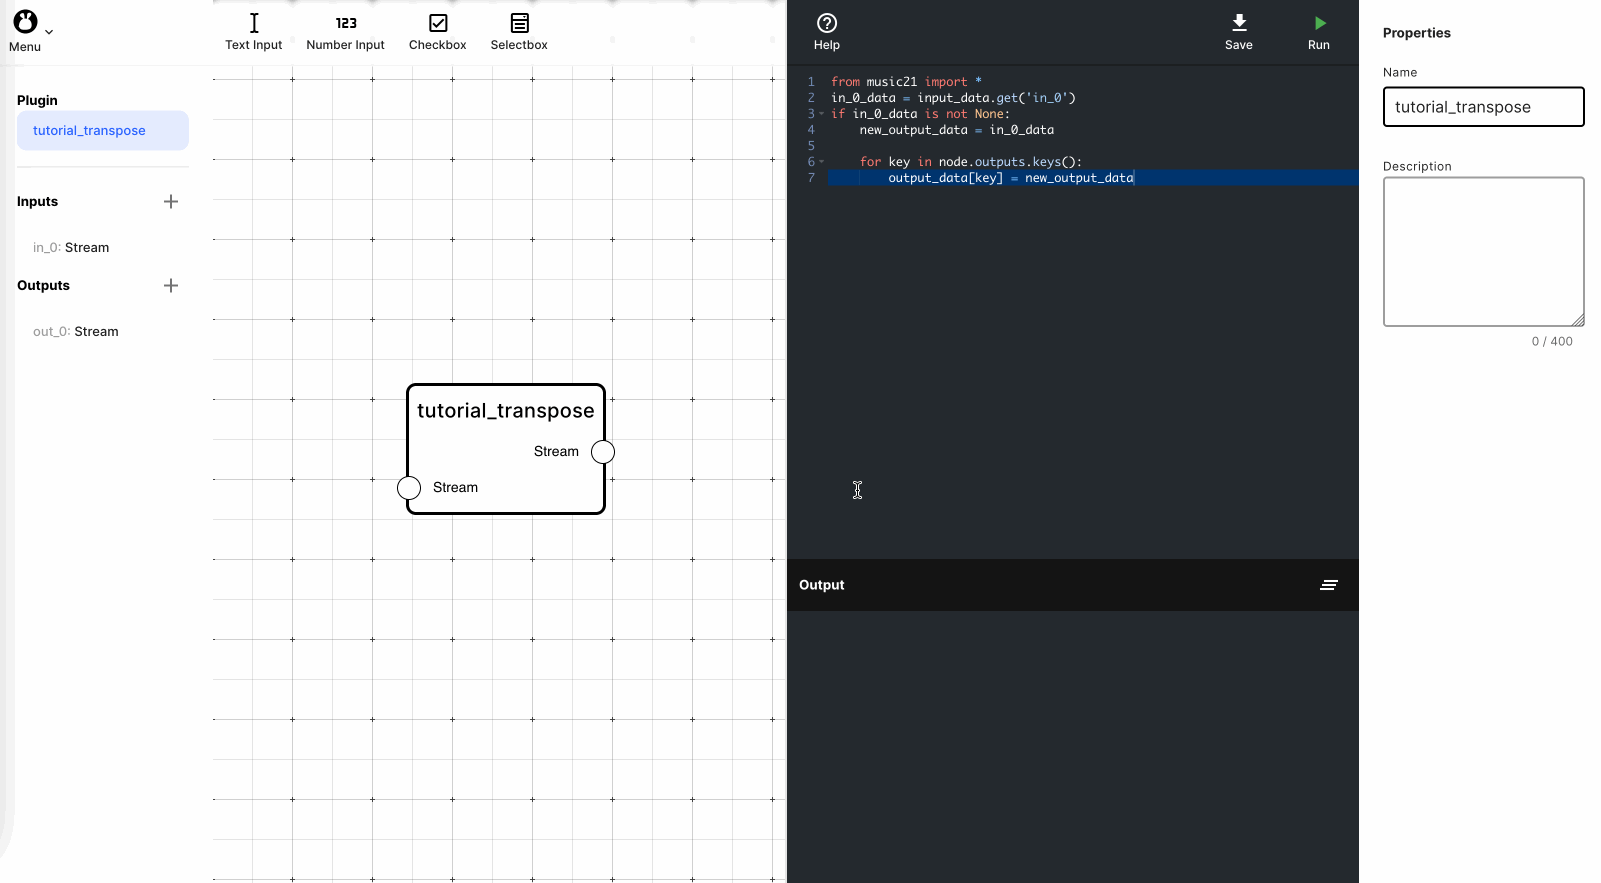 Menu
Plugin
tutorial_transpose
Inputs
in_0: Stream
Outputs
out_0: Stream
Text Input
123
Number Input
Checkbox
Selectbox
tutorial_transpose
Stream
Stream
Help
Save
Run
1 from music21 import *
2 in_0_data = input_data.get('in_0')
3 if in_0_data is not None:
4     new_output_data = in_0_data
5
6     for key in node.outputs.keys():
7         output_data[key] = new_output_data
Output
Properties
Name
tutorial_transpose
Description
0 / 400